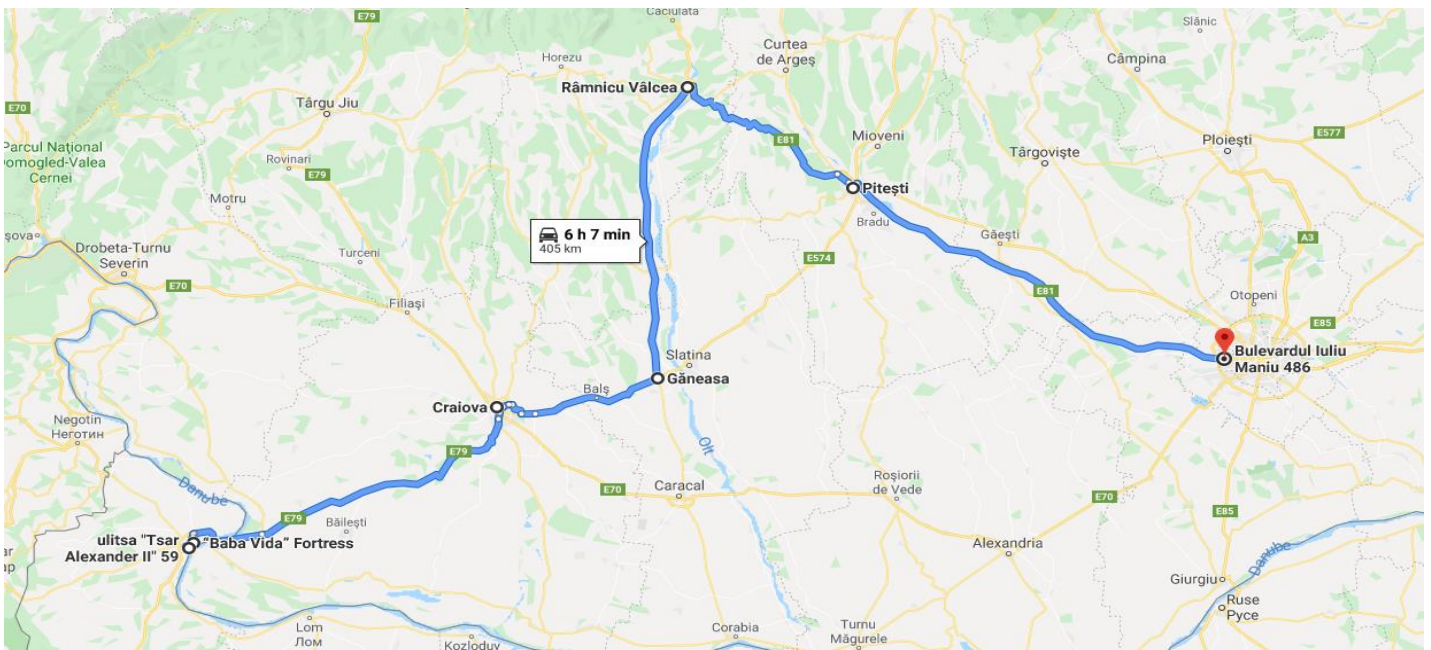 E79
Căciulata
Slănic
Curtea
de Argeș
Câmpina
Horezu
Râmnicu Vâlcea
E70
Târgu Jiu
Mioveni
E81
Ploiești
E577
Parcul Național
Domogled-Valea
Cernei
Rovinari
E79
Târgoviște
Pitești
Motru
Bradu
Găești
6 h 7 min
405 km
Drobeta-Turnu
Severin
Turceni
E574
A3
E70
Filiași
E81
Otopeni
E85
Slatina
Bulevardul Iuliu
Maniu 486
Găneasa
Balș
Craiova
Negotin
Неготин
E79
Olt
Roșiorii
de Vede
Caracal
E70
E70
Danube
E85
E79
Băilești
ulitsa "Tsar
Alexander II" 59
"Baba Vida" Fortress
Alexandria
Danube
Giurgiu
Ruse
Русе
Lom
Лом
Corabia
Turnu
Măgurele
Kozloduy